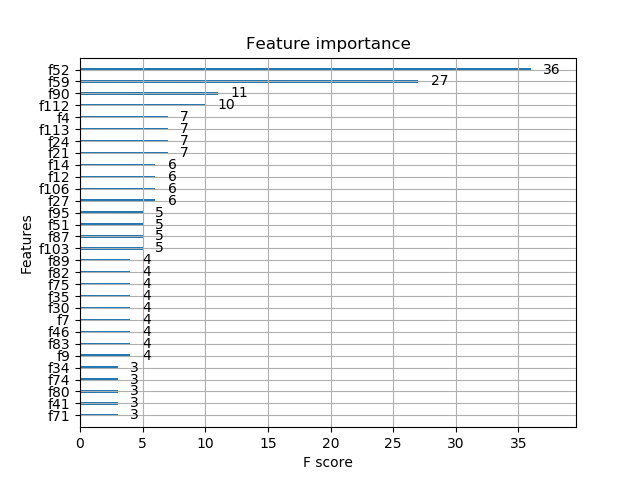 Feature importance
f52 36
f59 27
f90 11
f112 10
f4 7
f113 7
f24 7
f21 7
f14 6
f12 6
f106 6
f27 6
f95 5
f51 5
f87 5
f103 5
f89 4
f82 4
f75 4
f35 4
f30 4
f7 4
f46 4
f83 4
f9 4
f34 3
f74 3
f80 3
f41 3
f71 3
0 5 10 15 20 25 30 35
F score
Features